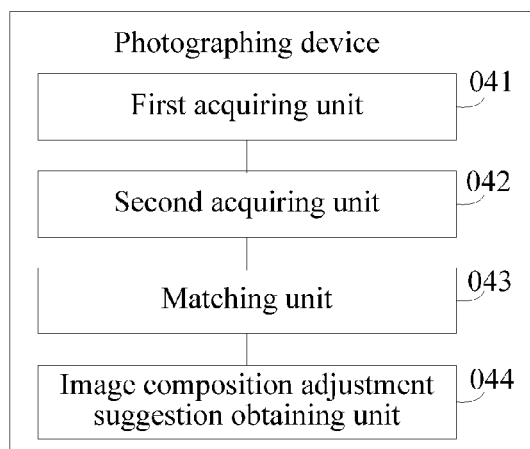 Photographing device
041
First acquiring unit
042
Second acquiring unit
043
Matching unit
044
Image composition adjustment
suggestion obtaining unit